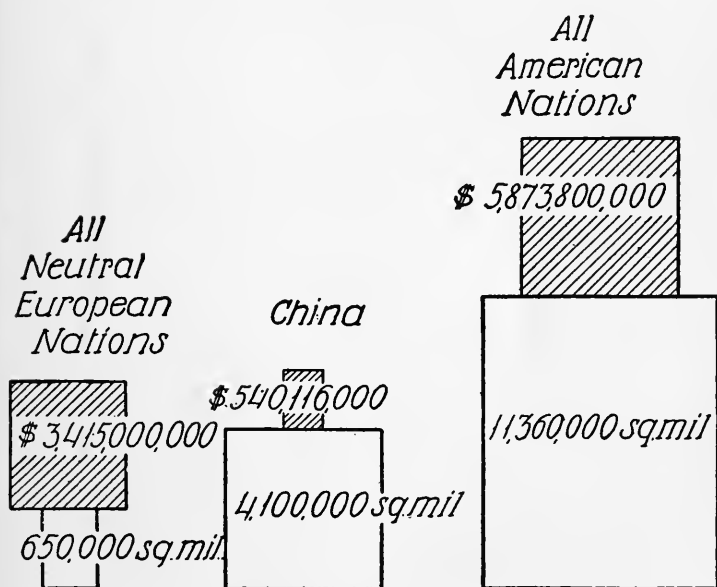 All
Neutral
European
Nations
$ 3,415,000,000
650,000 sq.mil.
China
$.540,116,000
4,100,000 sq.mil
All
American
Nations
$ 5,873,800,000
11,360,000 sq.mil